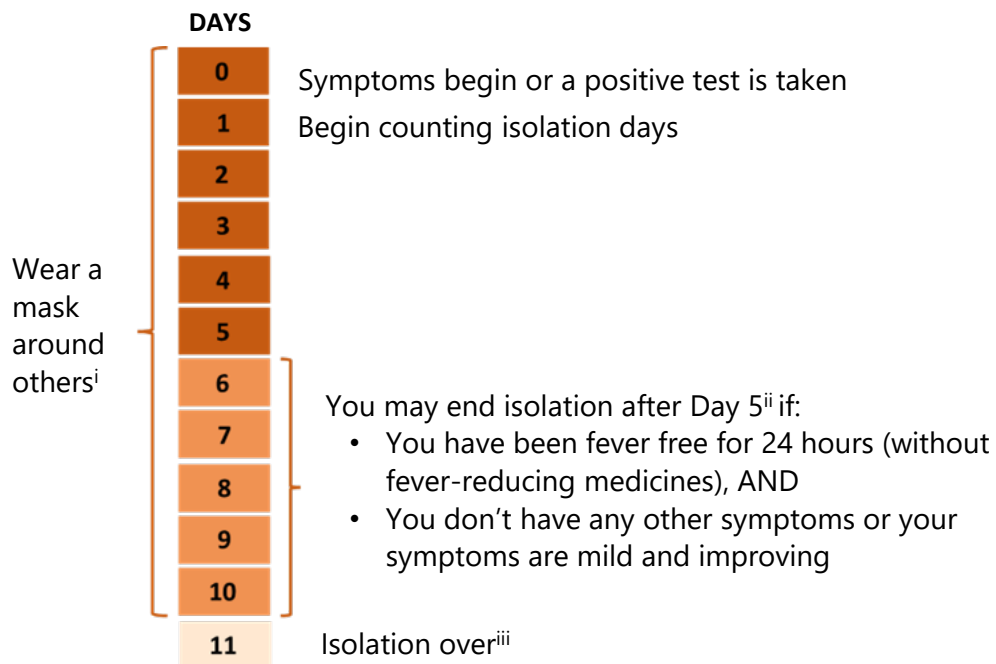 DAYS
0
Symptoms begin or a positive test is taken
1
Begin counting isolation days
2
3
Wear a
mask
around
othersⁱ
4
5
6
7
8
9
10
You may end isolation after Day 5ⁱⁱ if:
• You have been fever free for 24 hours (without
fever-reducing medicines), AND
• You don’t have any other symptoms or your
symptoms are mild and improving
11
Isolation overⁱⁱⁱ